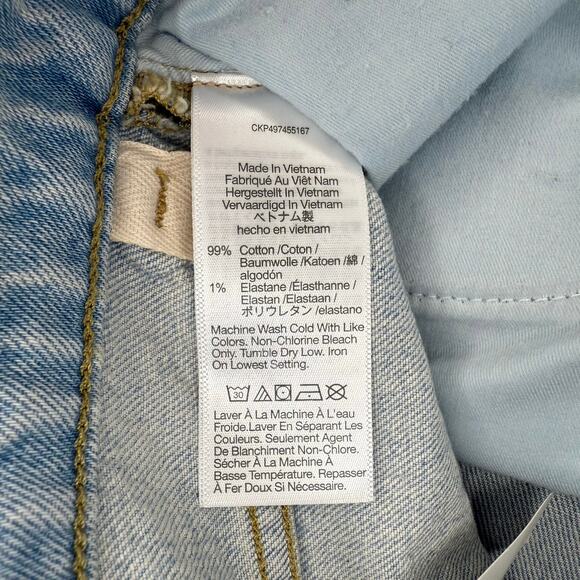 CKP497455167
Made In Vietnam
Fabriqué Au Viêt Nam
Hergestellt In Vietnam
Vervaardigd In Vietnam
ベトナム製
hecho en vietnam
99% Cotton /Coton /
Baumwolle /Katoen /綿 /
algodón
1% Elastane /Élasthanne /
Elastan /Elastaan /
ポリウレタン /elastano
Machine Wash Cold With Like
Colors. Non-Chlorine Bleach
Only. Tumble Dry Low. Iron
On Lowest Setting.
30
Laver À La Machine À L'eau
Froide.Laver En Séparant Les
Couleurs. Seulement Agent
De Blanchiment Non-Chlore.
Sécher À La Machine À
Basse Température. Repasser
À Fer Doux Si Nécessaire.